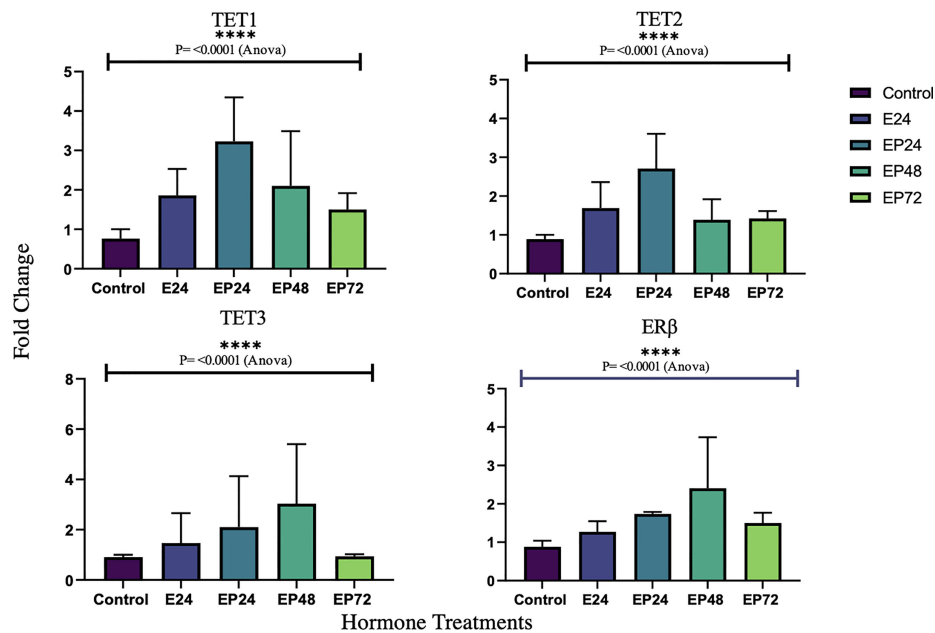 TET1
****
P= <0.0001 (Anova)
5
4
3
2
1
0
Control E24 EP24 EP48 EP72
TET2
****
P= <0.0001 (Anova)
5
4
3
2
1
0
Control E24 EP24 EP48 EP72
Control
E24
EP24
EP48
EP72
Fold Change
TET3
****
P= <0.0001 (Anova)
8
6
4
2
0
Control E24 EP24 EP48 EP72
ERβ
****
P= <0.0001 (Anova)
5
4
3
2
1
0
Control E24 EP24 EP48 EP72
Hormone Treatments